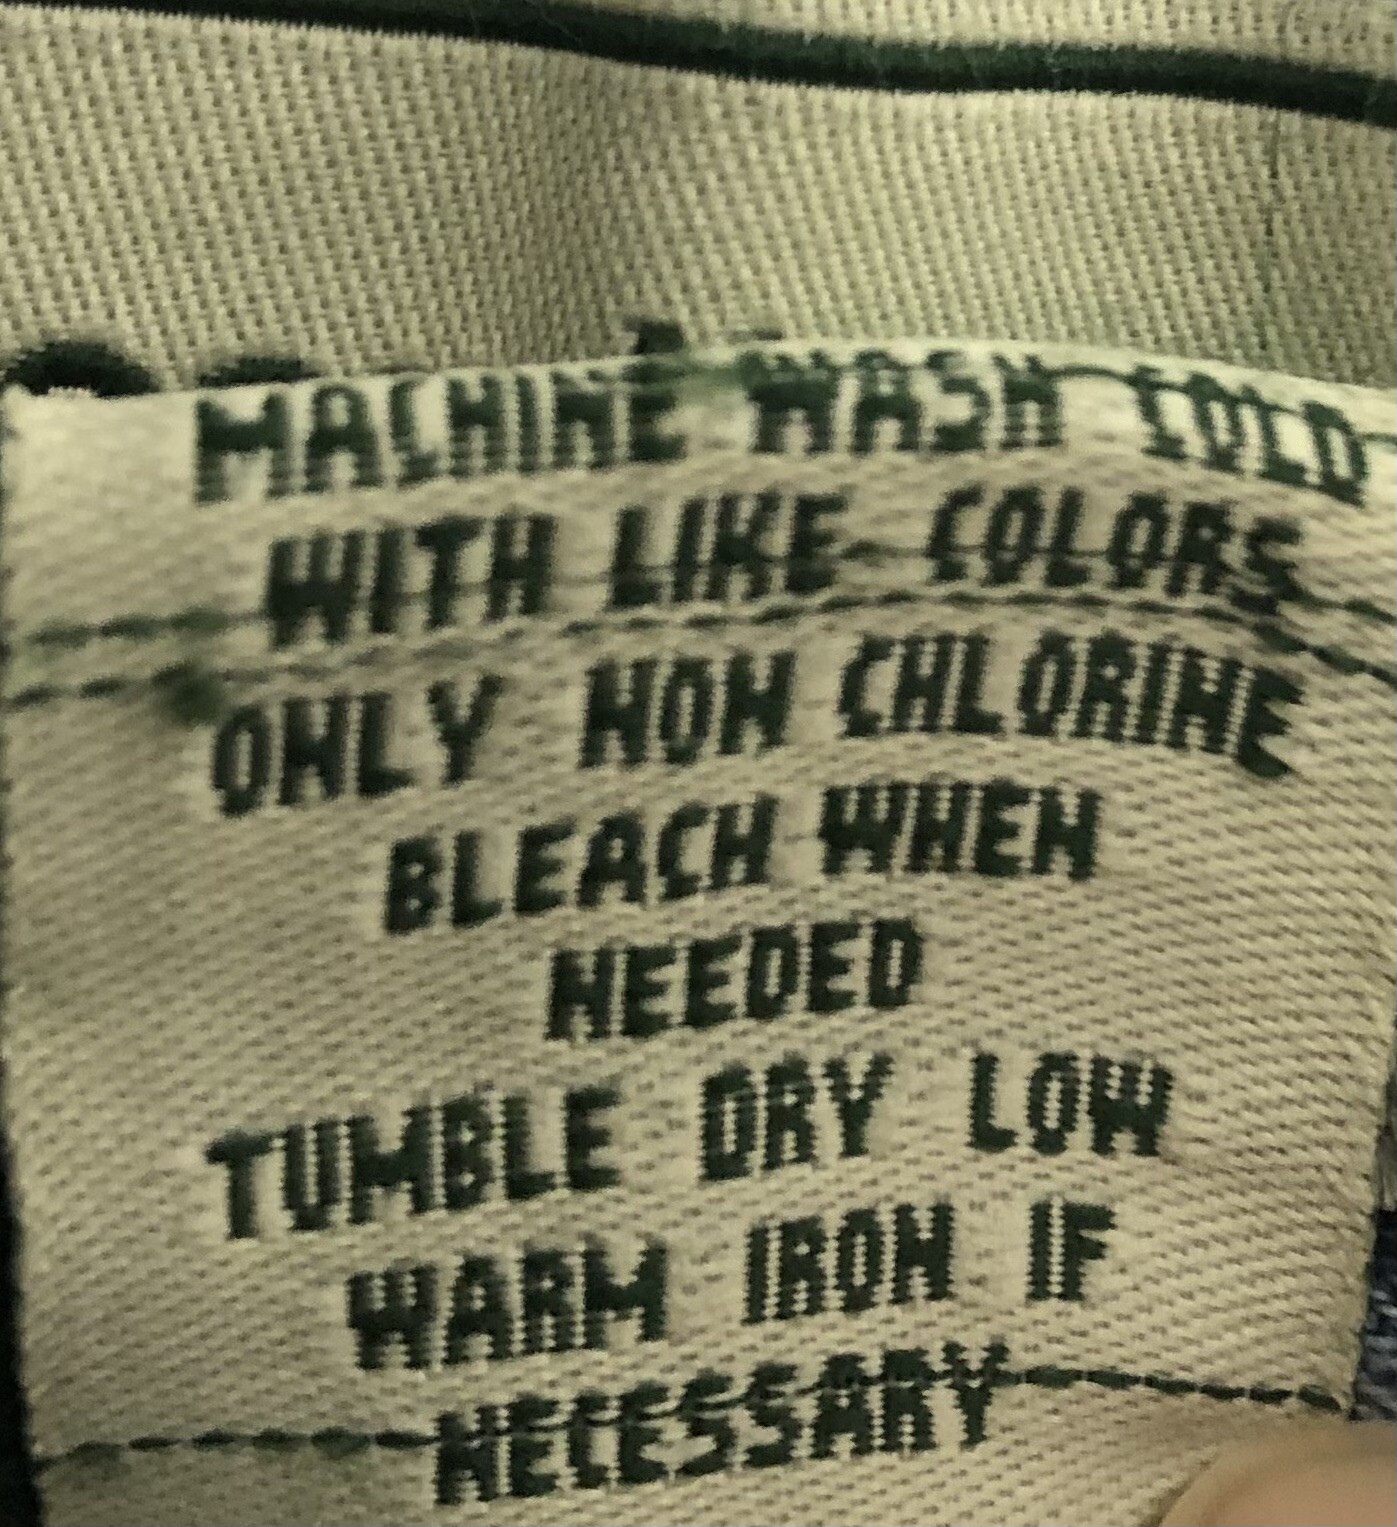 MACHINE WASH COLD
WITH LIKE COLORS
ONLY NON CHLORINE
BLEACH WHEN
NEEDED
TUMBLE DRY LOW
WARM IRON IF
NECESSARY